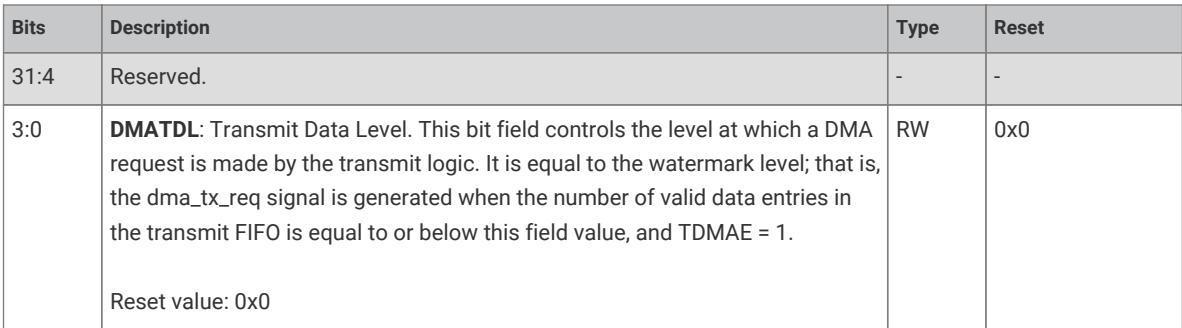 Bits Description Type Reset
31:4 Reserved. - -
3:0 DMATDL: Transmit Data Level. This bit field controls the level at which a DMA RW 0x0
request is made by the transmit logic. It is equal to the watermark level; that is,
the dma_tx_req signal is generated when the number of valid data entries in
the transmit FIFO is equal to or below this field value, and TDMAE = 1.
Reset value: 0x0